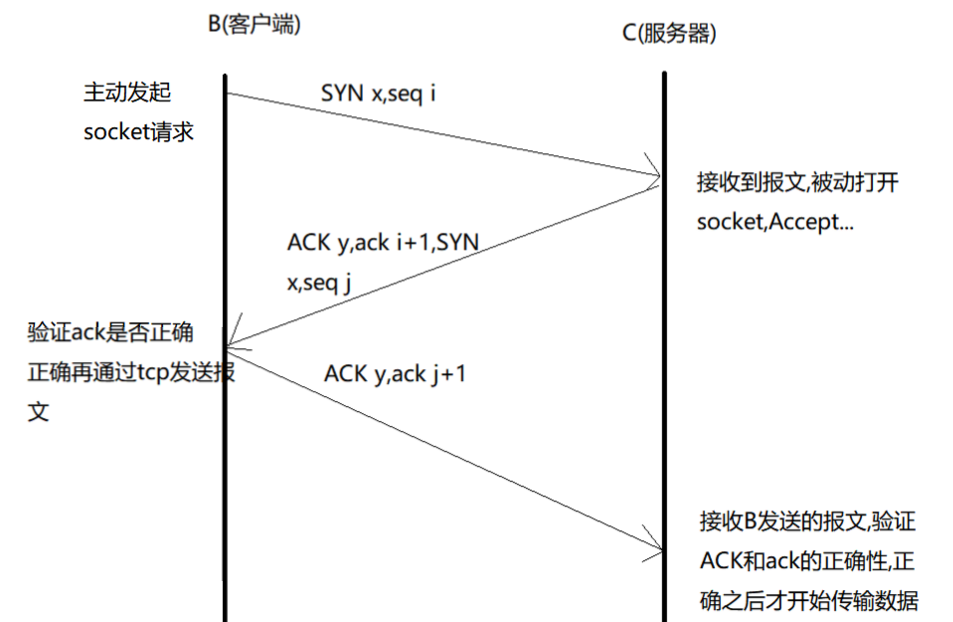 B(客户端)
C(服务器)
主动发起
socket请求
SYN x,seq i
接收到报文,被动打开
socket,Accept...
ACK y,ack i+1,SYN
x,seq j
验证ack是否正确
正确再通过tcp发送报
文
ACK y,ack j+1
接收B发送的报文,验证
ACK和ack的正确性,正
确之后才开始传输数据